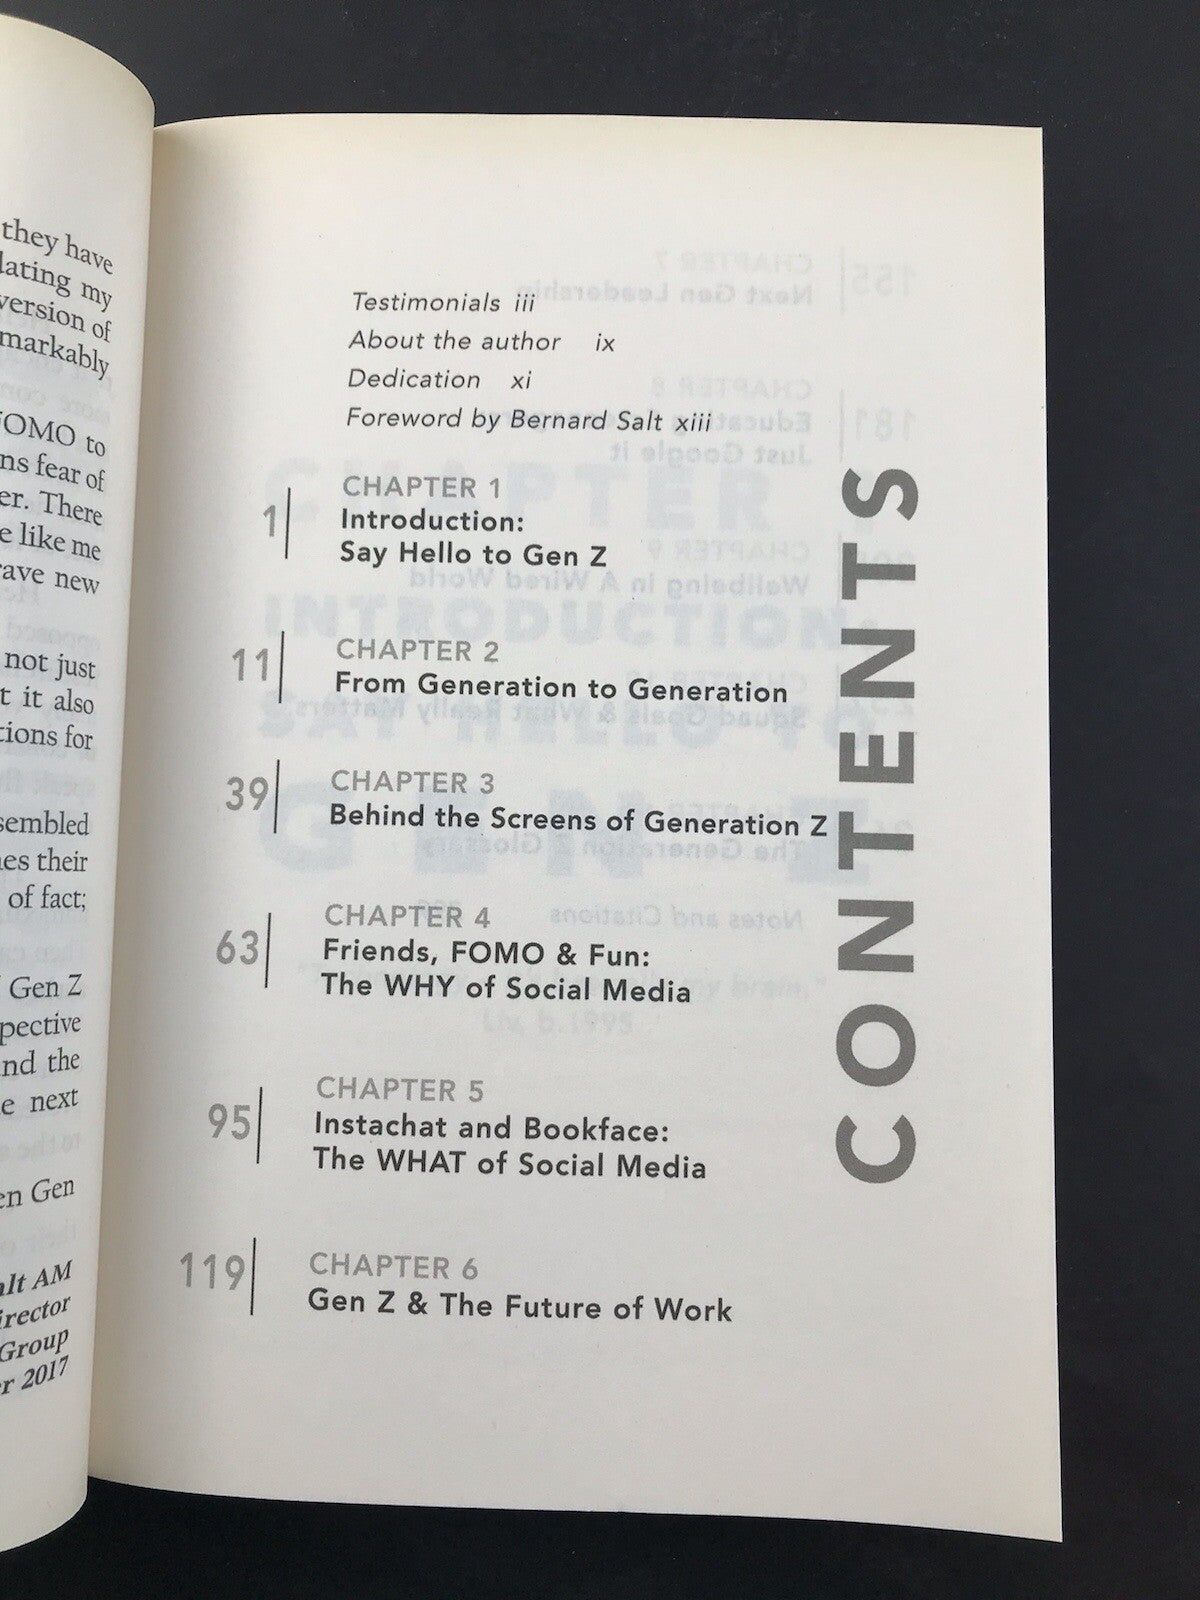 they have
lating my
version of
markably
FOMO to
ns fear of
er. There
e like me
rave new
not just
t it also
tions for
sembled
nes their
of fact;
Gen Z
pective
nd the
e next
en Gen
alt AM
irector
Group
r 2017
Testimonials iii
About the author ix
Dedication xi
Foreword by Bernard Salt xiii
CONTENTS
CHAPTER 1
1 Introduction:
Say Hello to Gen Z
CHAPTER 2
11 From Generation to Generation
CHAPTER 3
39 Behind the Screens of Generation Z
CHAPTER 4
63 Friends, FOMO & Fun:
The WHY of Social Media
CHAPTER 5
95 Instachat and Bookface:
The WHAT of Social Media
CHAPTER 6
119 Gen Z & The Future of Work